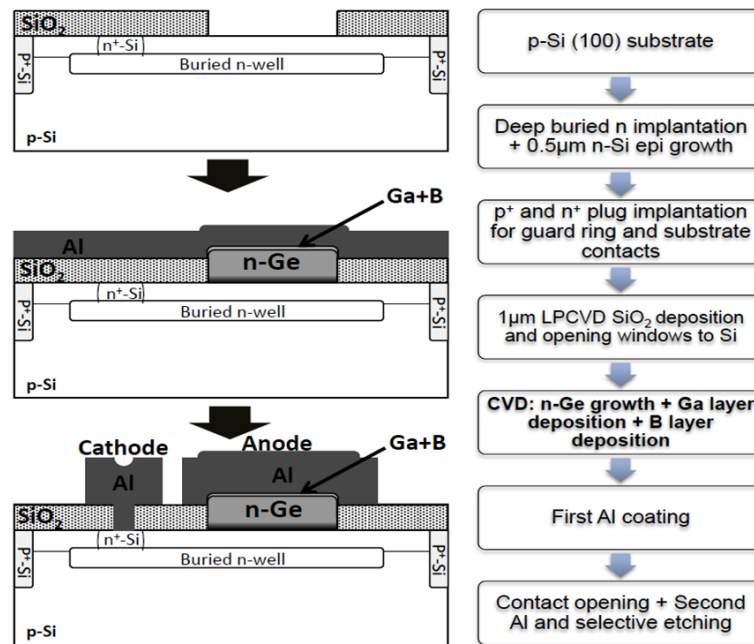 SiO₂
n⁺-Si
P⁺-Si
P⁺-Si
Buried n-well
p-Si
Ga+B
Al
n-Ge
SiO₂
n⁺-Si
P⁺-Si
P⁺-Si
Buried n-well
p-Si
Cathode
Anode
Ga+B
Al
Al
n-Ge
SiO₂
n⁺-Si
P⁺-Si
P⁺-Si
Buried n-well
p-Si
p-Si (100) substrate
Deep buried n implantation
+ 0.5µm n-Si epi growth
p⁺ and n⁺ plug implantation
for guard ring and substrate
contacts
1µm LPCVD SiO₂ deposition
and opening windows to Si
CVD: n-Ge growth + Ga layer
deposition + B layer
deposition
First Al coating
Contact opening + Second
Al and selective etching